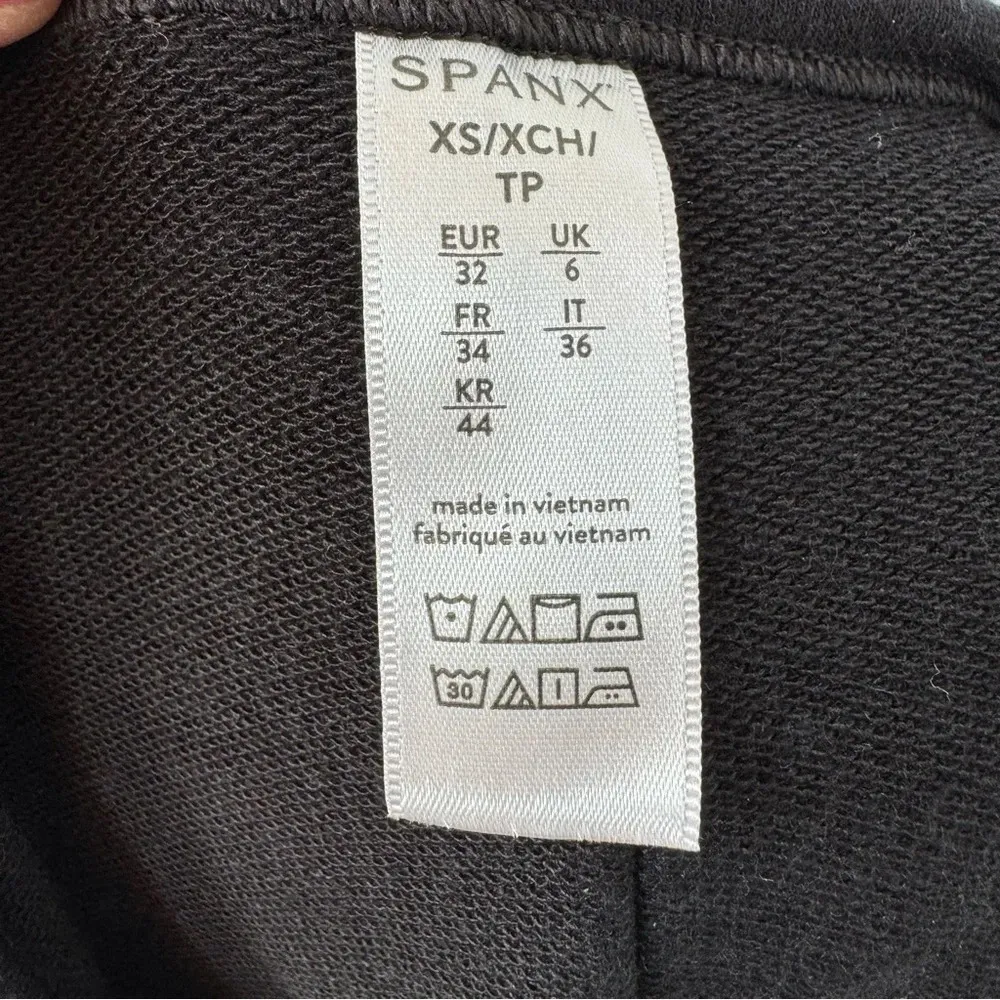 SPANX
XS/XCH/
TP
EUR UK
32 6
FR IT
34 36
KR
44
made in vietnam
fabriqué au vietnam
30